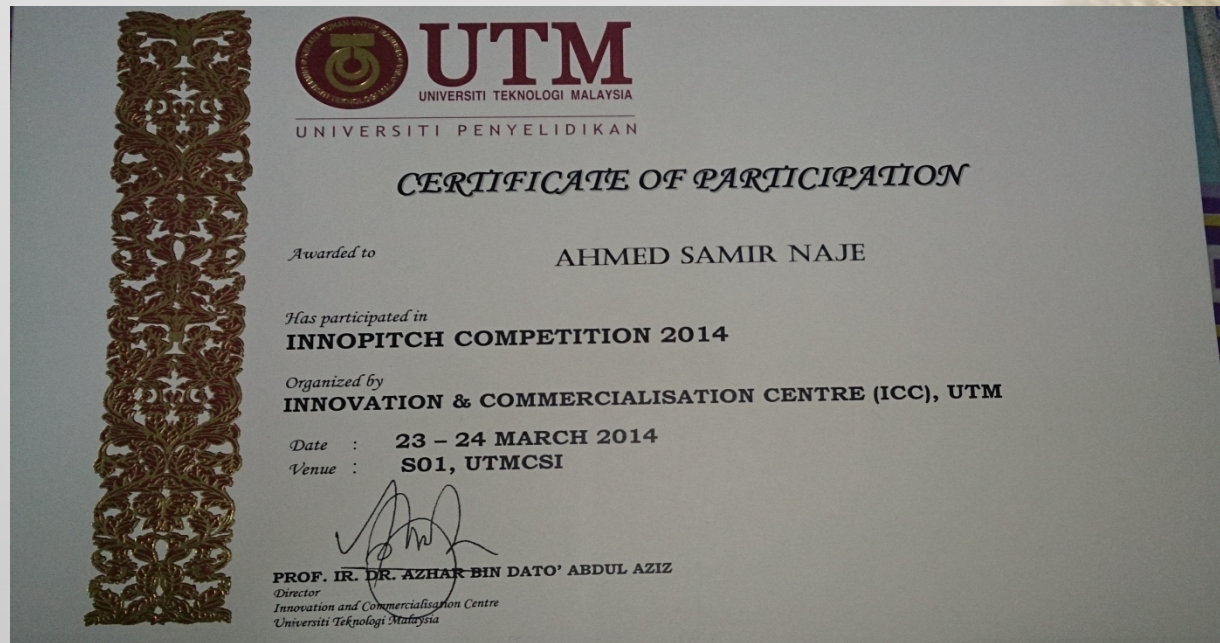 UTM
UNIVERSITI TEKNOLOGI MALAYSIA
UNIVERSITI PENYELIDIKAN
CERTIFICATE OF PARTICIPATION
Awarded to AHMED SAMIR NAJE
Has participated in
INNOPITCH COMPETITION 2014
Organized by
INNOVATION & COMMERCIALISATION CENTRE (ICC), UTM
Date : 23 – 24 MARCH 2014
Venue : S01, UTMCSI
PROF. IR. DR. AZHAR BIN DATO' ABDUL AZIZ
Director
Innovation and Commercialisation Centre
Universiti Teknologi Malaysia